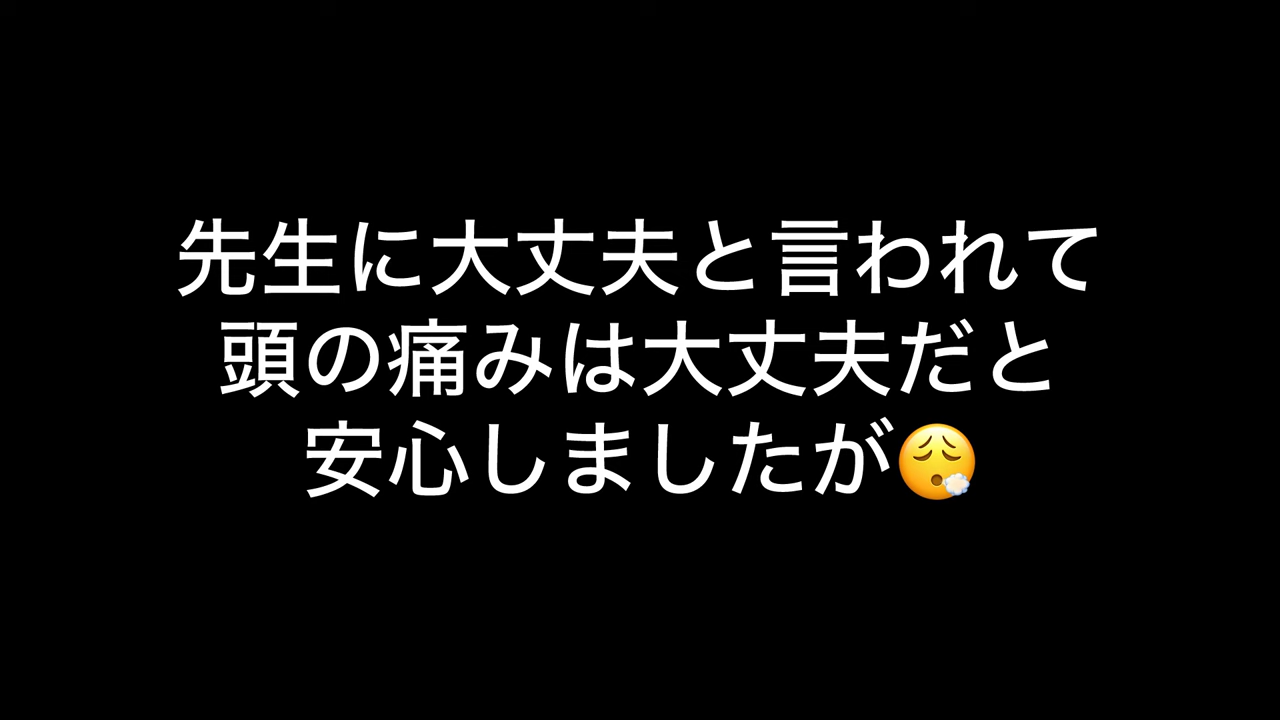 先生に大丈夫と言われて
頭の痛みは大丈夫だと
安心しましたが😮‍💨